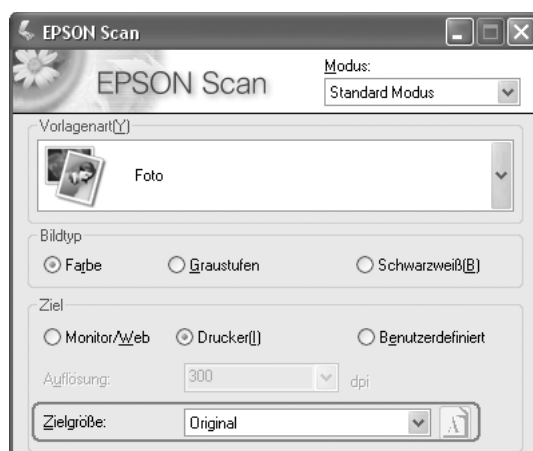 EPSON Scan
EPSON Scan
Modus:
Standard Modus
Vorlagenart(Y)
Foto
Bildtyp
Farbe Graustufen Schwarzweiß(B)
Ziel
Monitor/Web Drucker(I) Benutzerdefiniert
Auflösung: 300 dpi
Zielgröße: Original